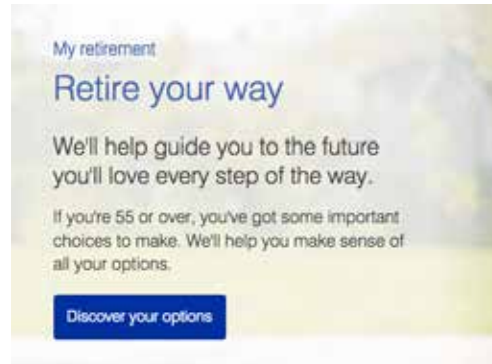 My retirement
Retire your way
We'll help guide you to the future
you'll love every step of the way.
If you're 55 or over, you've got some important
choices to make. We'll help you make sense of
all your options.
Discover your options